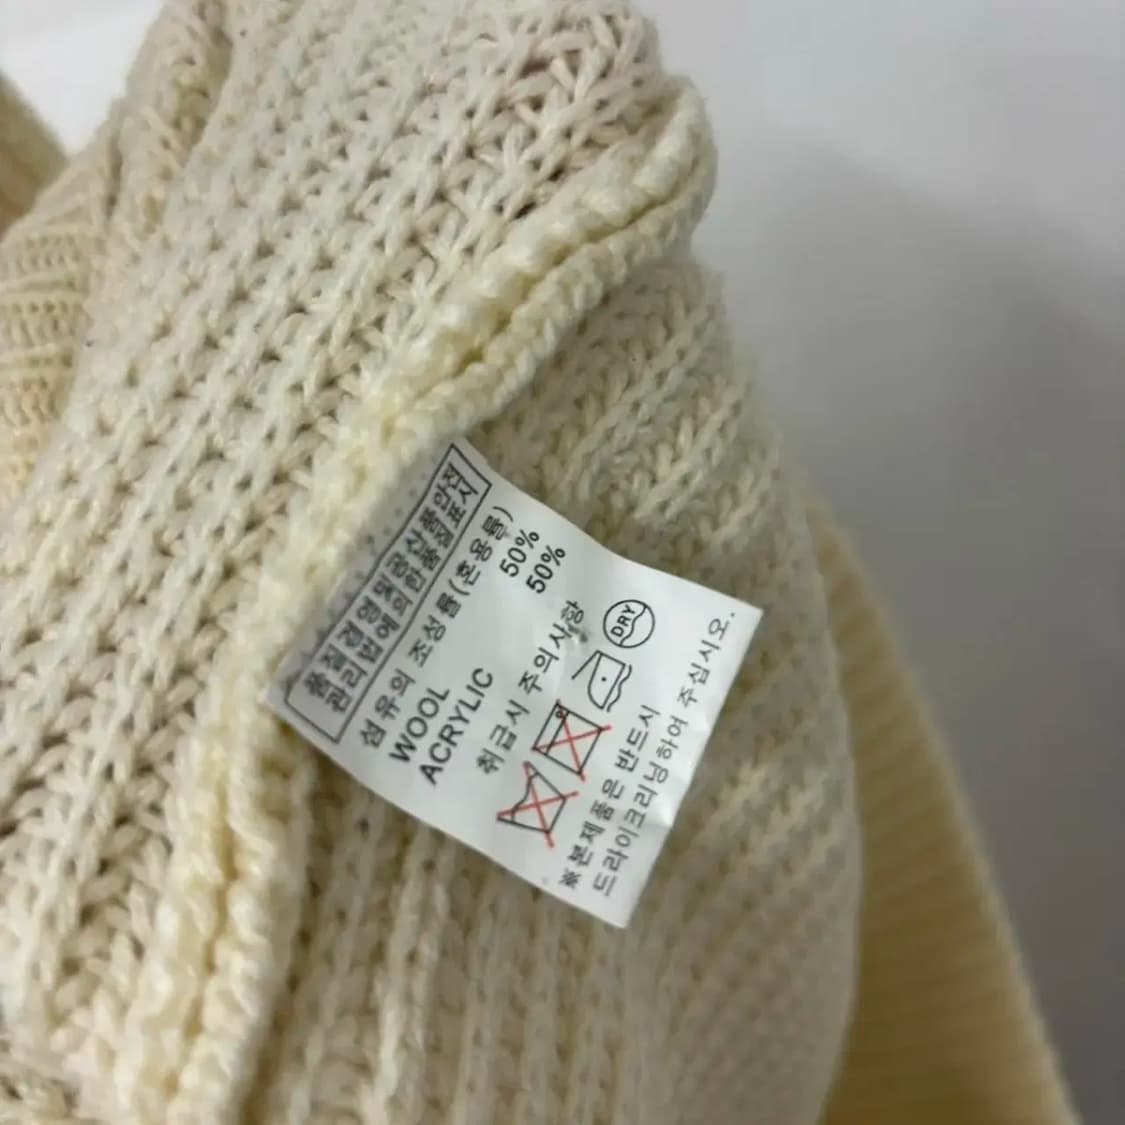 품질경영 및 공산품안전
관리법에 의한 품질표시
섬유의 조성률(혼용률)
WOOL 50%
ACRYLIC 50%
취급시 주의사항
DRY
※본제품은 반드시
드라이크리닝하여 주십시오.